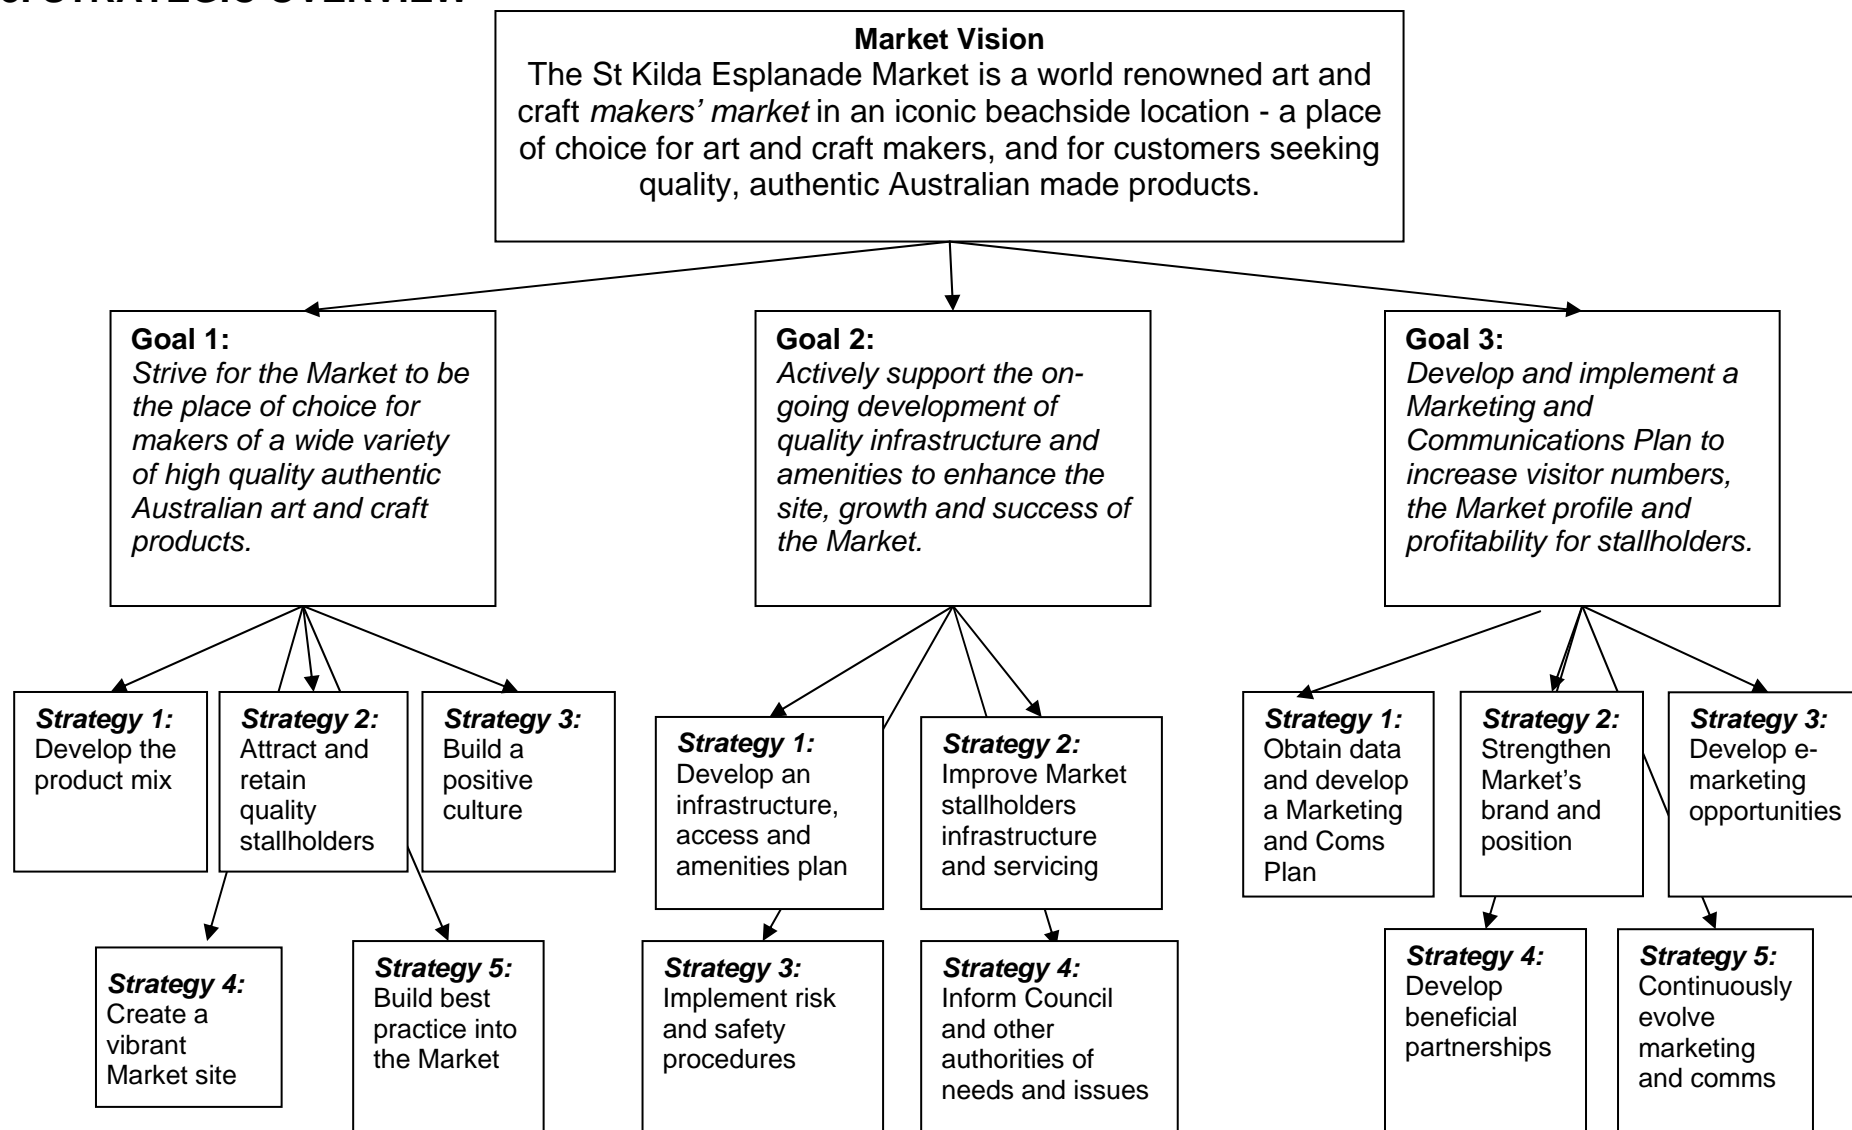 3. STRATEGIC OVERVIEW
Market Vision
The St Kilda Esplanade Market is a world renowned art and
craft makers’ market in an iconic beachside location - a place
of choice for art and craft makers, and for customers seeking
quality, authentic Australian made products.
Goal 1:
Strive for the Market to be
the place of choice for
makers of a wide variety
of high quality authentic
Australian art and craft
products.
Goal 2:
Actively support the on-
going development of
quality infrastructure and
amenities to enhance the
site, growth and success of
the Market.
Goal 3:
Develop and implement a
Marketing and
Communications Plan to
increase visitor numbers,
the Market profile and
profitability for stallholders.
Strategy 1:
Develop the
product mix
Strategy 2:
Attract and
retain
quality
stallholders
Strategy 3:
Build a
positive
culture
Strategy 4:
Create a
vibrant
Market site
Strategy 5:
Build best
practice into
the Market
Strategy 1:
Develop an
infrastructure,
access and
amenities plan
Strategy 2:
Improve Market
stallholders
infrastructure
and servicing
Strategy 3:
Implement risk
and safety
procedures
Strategy 4:
Inform Council
and other
authorities of
needs and issues
Strategy 1:
Obtain data
and develop
a Marketing
and Coms
Plan
Strategy 2:
Strengthen
Market’s
brand and
position
Strategy 3:
Develop e-
marketing
opportunities
Strategy 4:
Develop
beneficial
partnerships
Strategy 5:
Continuously
evolve
marketing
and comms